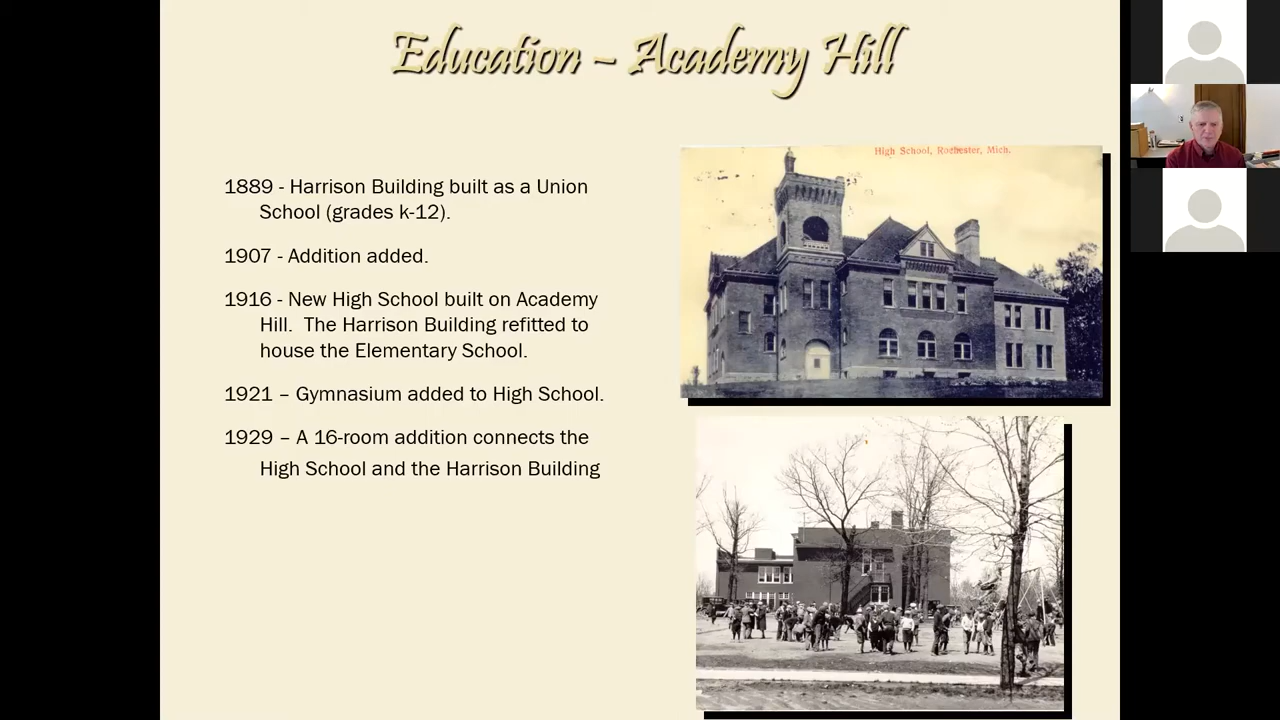 Education – Academy Hill
High School, Rochester, Mich.
1889 - Harrison Building built as a Union
School (grades k-12).
1907 - Addition added.
1916 - New High School built on Academy
Hill.  The Harrison Building refitted to
house the Elementary School.
1921 – Gymnasium added to High School.
1929 – A 16-room addition connects the
High School and the Harrison Building